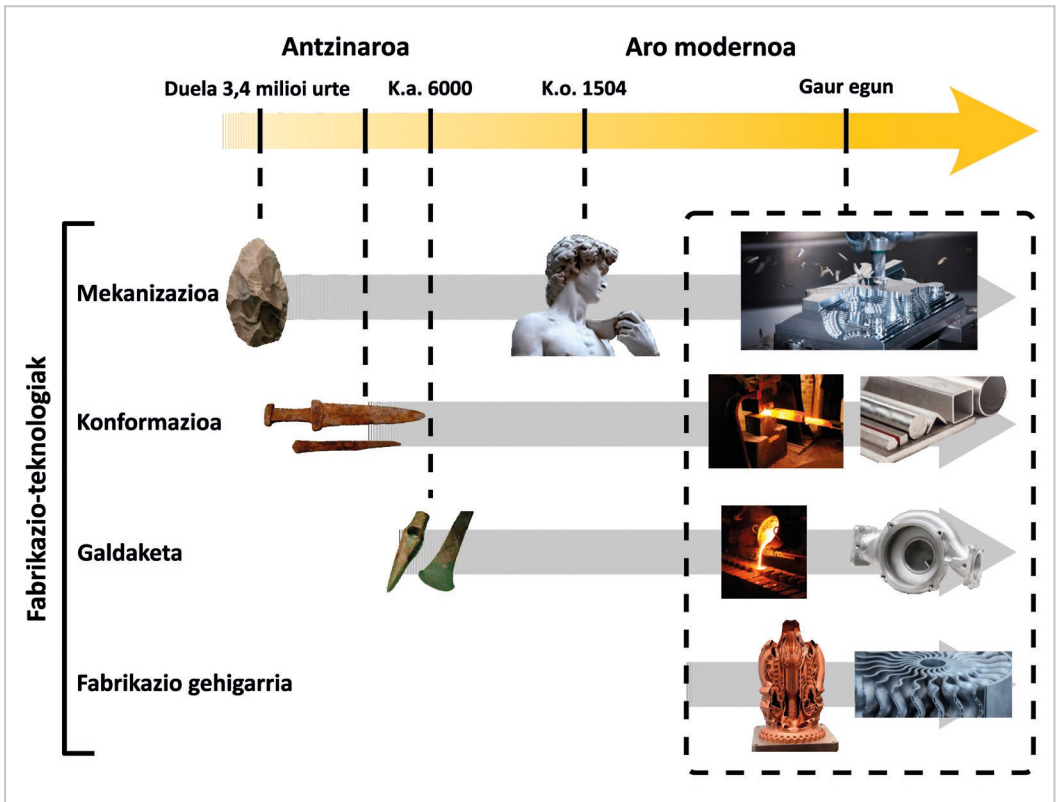 Antzinaroa
Aro modernoa
Duela 3,4 milioi urte
K.a. 6000
K.o. 1504
Gaur egun
Fabrikazio-teknologiak
Mekanizazioa
Konformazioa
Galdaketa
Fabrikazio gehigarria